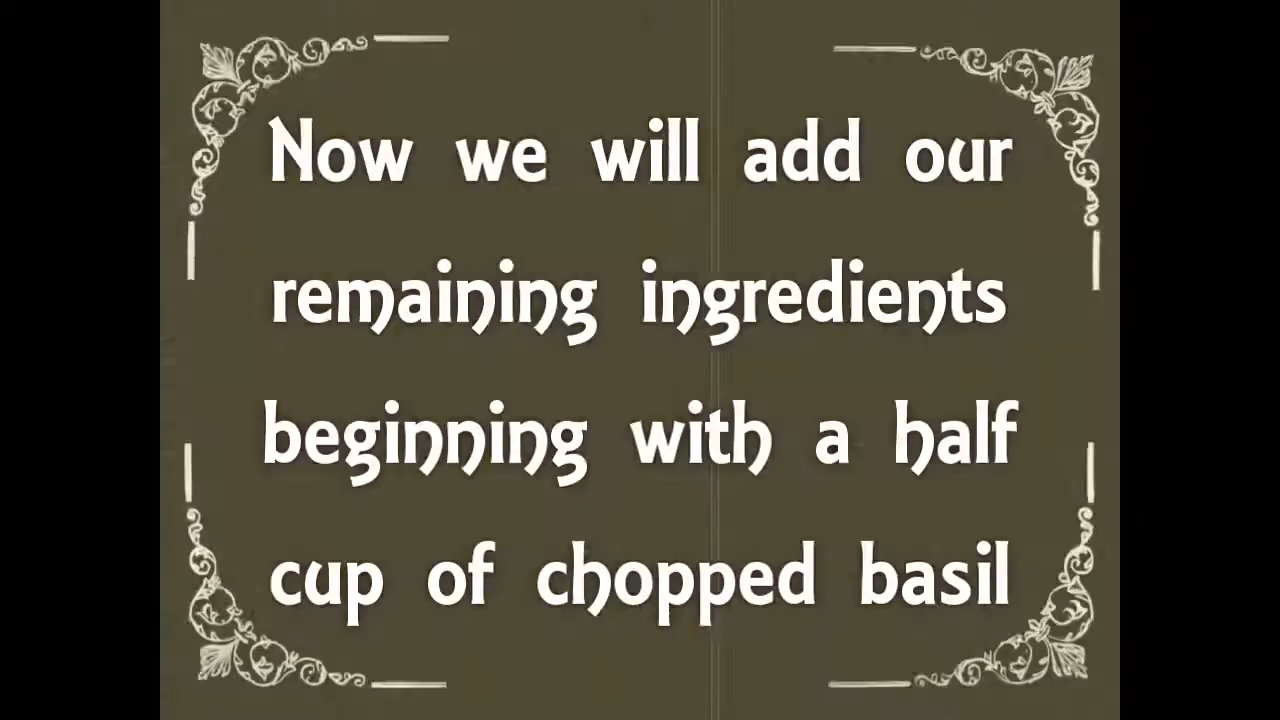 Now we will add our
remaining ingredients
beginning with a half
cup of chopped basil